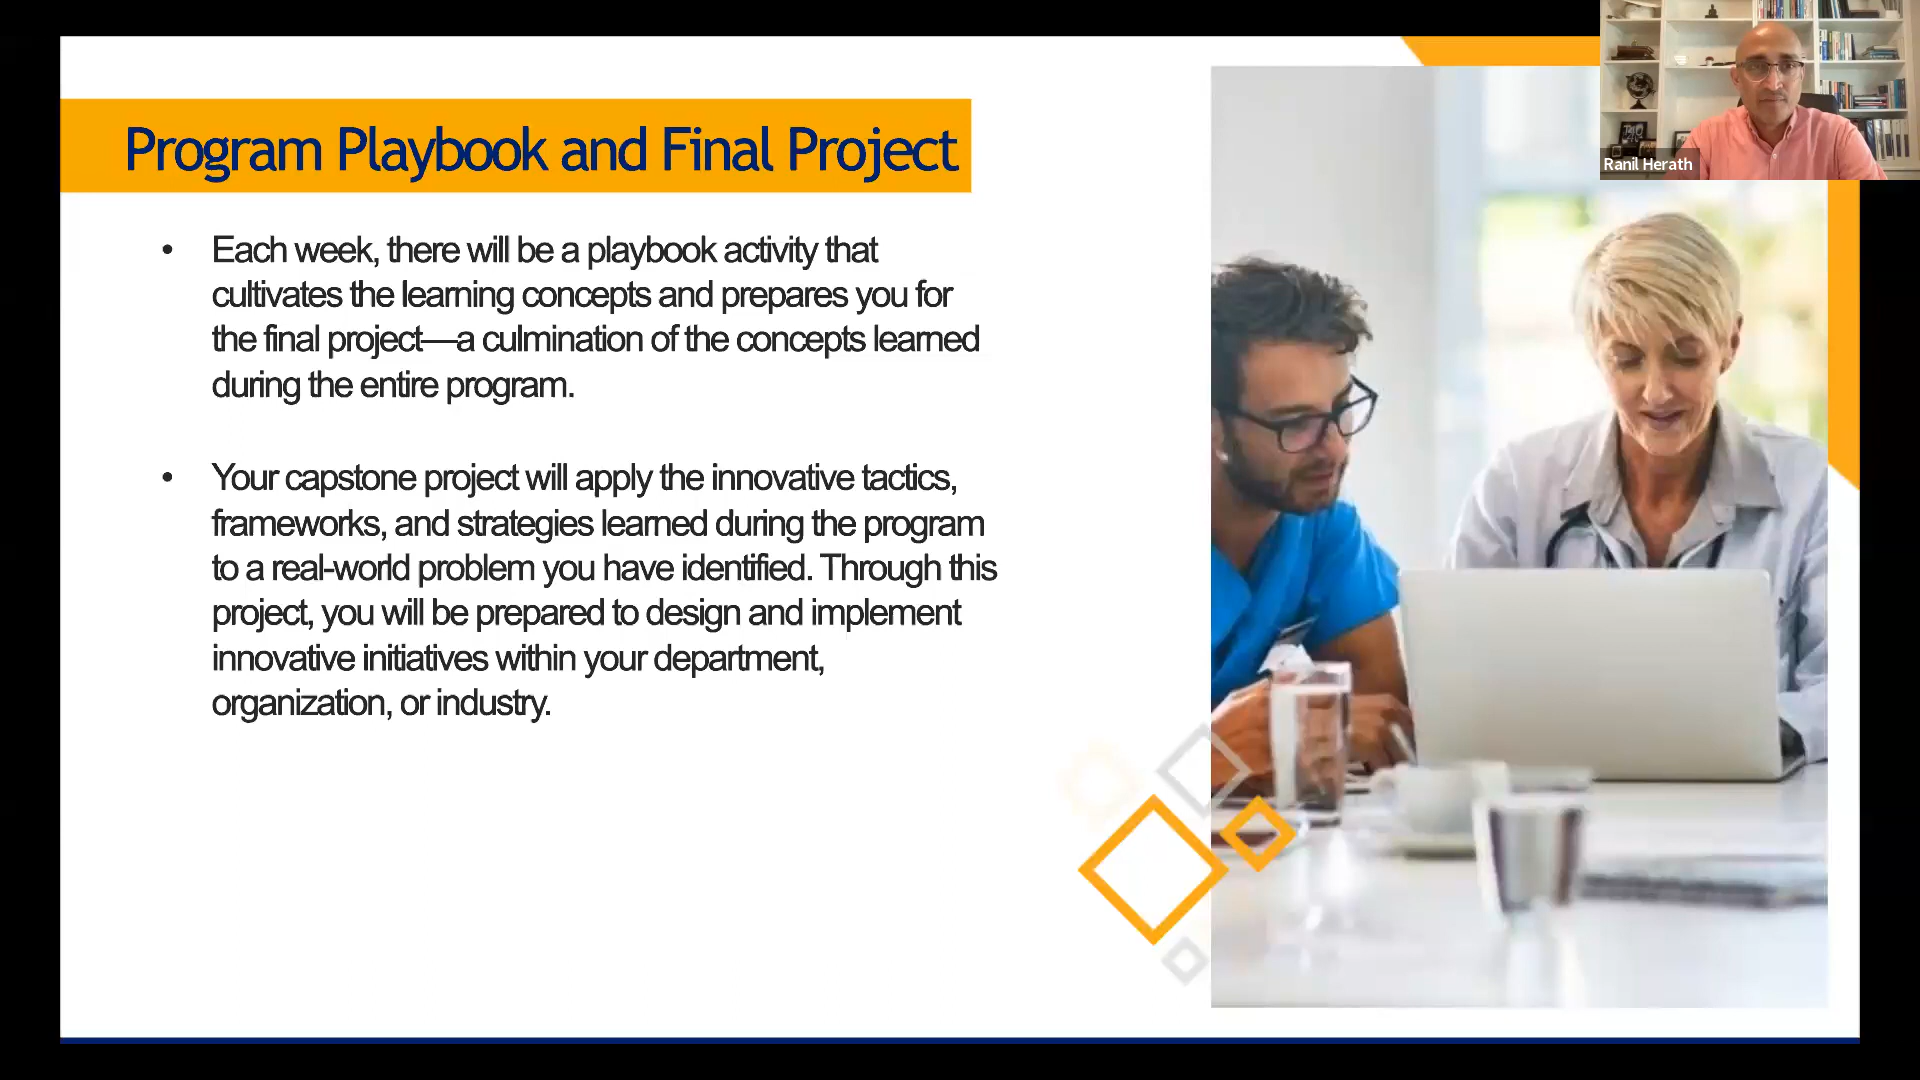 Program Playbook and Final Project
Ranil Herath
• Each week, there will be a playbook activity that
cultivates the learning concepts and prepares you for
the final project—a culmination of the concepts learned
during the entire program.
• Your capstone project will apply the innovative tactics,
frameworks, and strategies learned during the program
to a real-world problem you have identified. Through this
project, you will be prepared to design and implement
innovative initiatives within your department,
organization, or industry.